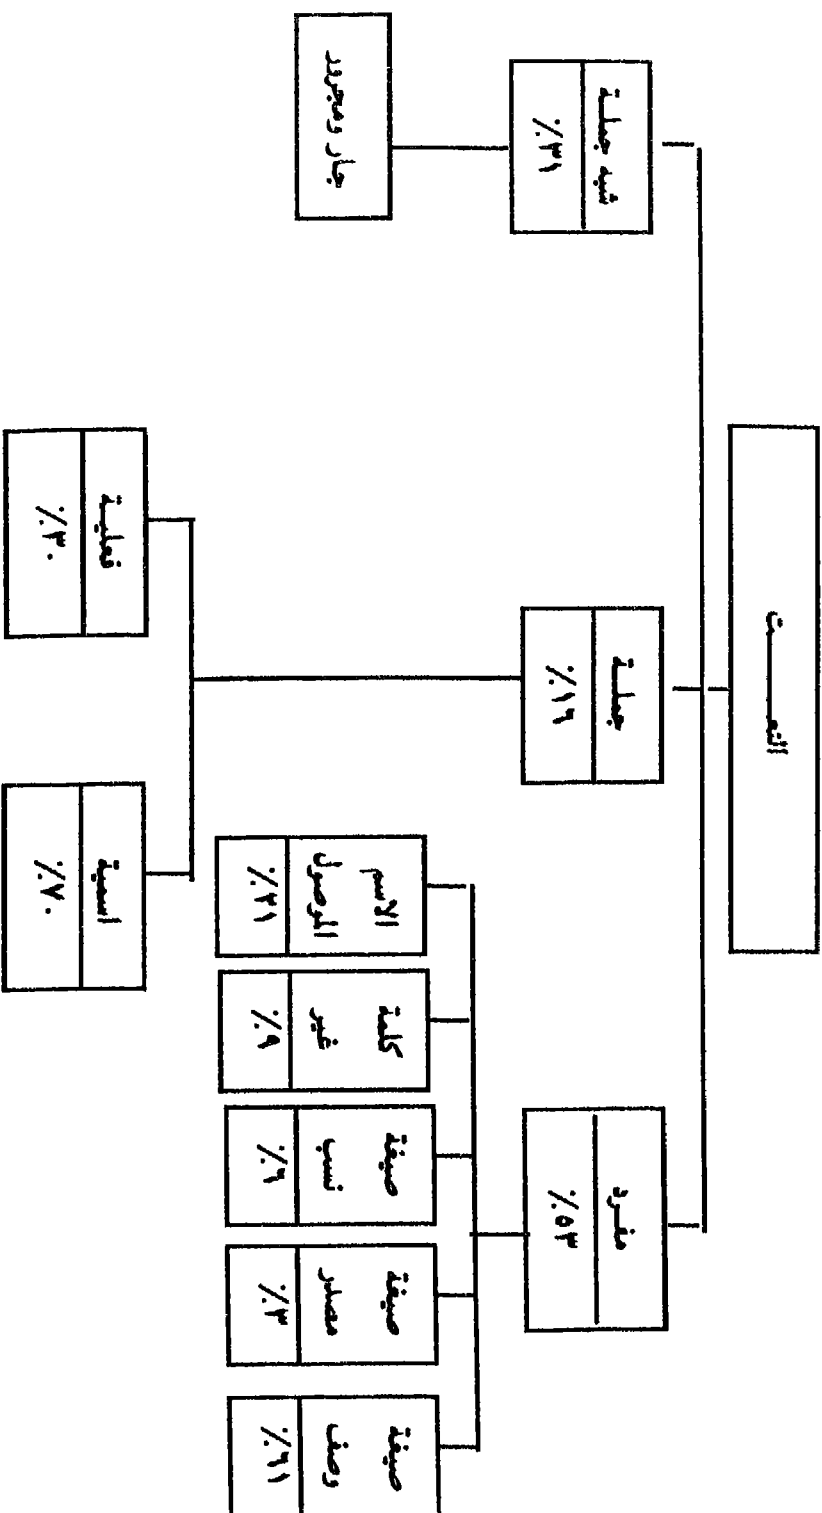 النعـــــت
مفرد
٪٥٣
جملة
٪١٦
شبه جملة
٪٣١
صيغة
وصف
٪٦١
صيغة
مصدر
٪٣
صيغة
نسب
٪٦
كلمة
غير
٪٩
الاسم
الموصول
٪٢١
اسمية
٪٧٠
فعلية
٪٣٠
جار ومجرور